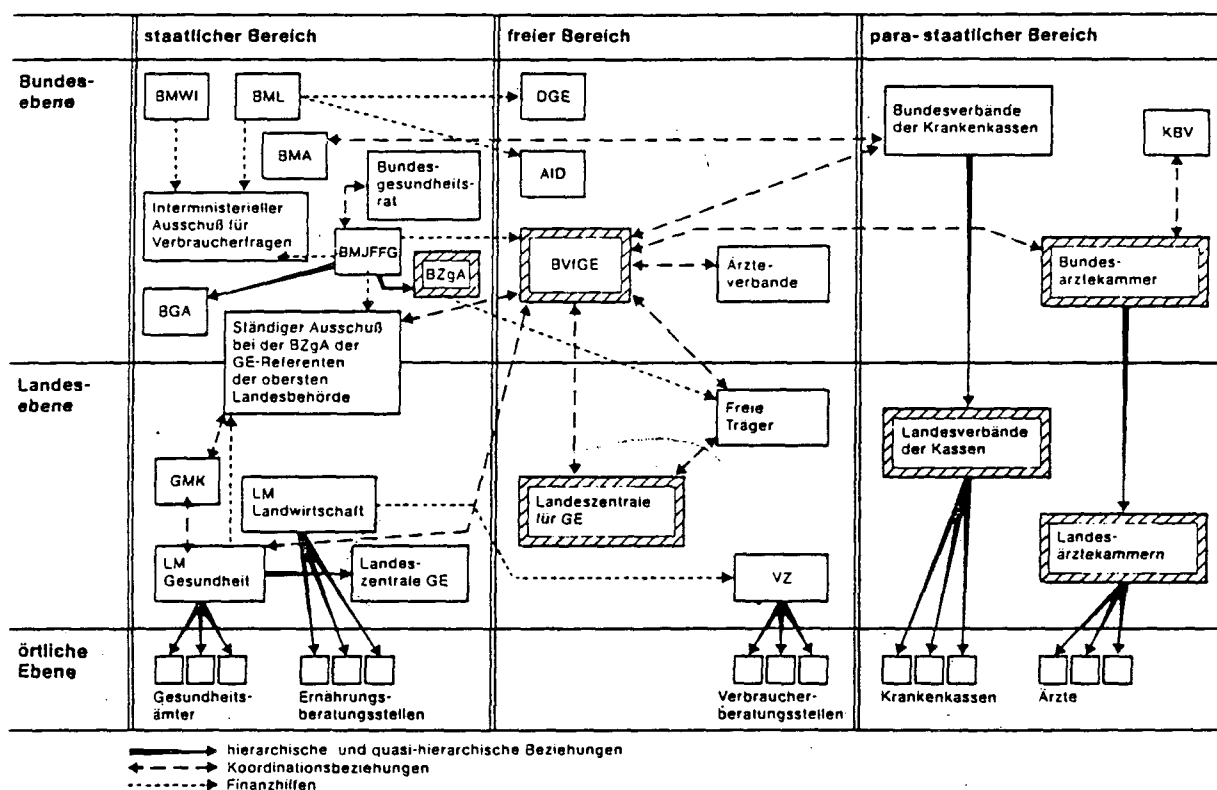 staatlicher Bereich
freier Bereich
para-staatlicher Bereich
Bundes-
ebene
BMWI
BML
DGE
Bundesverbände
der Krankenkassen
KBV
BMA
AID
Bundes-
gesundheits-
rat
Interministerieller
Ausschuß für
Verbraucherfragen
BMJFFG
BZgA
BVfGE
Ärzte-
verbande
Bundes-
arztekammer
BGA
Ständiger Ausschuß
bei der BZgA der
GE-Referenten
der obersten
Landesbehörde
Landes-
ebene
Freie
Träger
Landesverbände
der Kassen
GMK
LM
Landwirtschaft
Landeszentrale
für GE
Landes-
ärztekammern
LM
Gesundheit
Landes-
zentrale GE
VZ
örtliche
Ebene
Gesundheits-
ämter
Ernährungs-
beratungsstellen
Verbraucher-
beratungsstellen
Krankenkassen
Ärzte
hierarchische und quasi-hierarchische Beziehungen
Koordinationsbeziehungen
Finanzhilfen